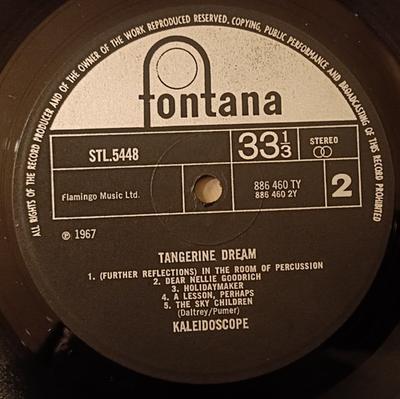 ALL RIGHTS OF THE RECORD PRODUCER AND OF THE OWNER OF THE WORK REPRODUCED RESERVED, COPYING, PUBLIC PERFORMANCE AND BROADCASTING OF THIS RECORD PROHIBITED
fontana
STL.5448
33 1/3
STEREO
Flamingo Music Ltd.
886 460 TY
886 460 2Y
2
℗ 1967
TANGERINE DREAM
1. (FURTHER REFLECTIONS) IN THE ROOM OF PERCUSSION
2. DEAR NELLIE GOODRICH
3. HOLIDAYMAKER
4. A LESSON, PERHAPS
5. THE SKY CHILDREN
(Daltrey/Pumer)
KALEIDOSCOPE